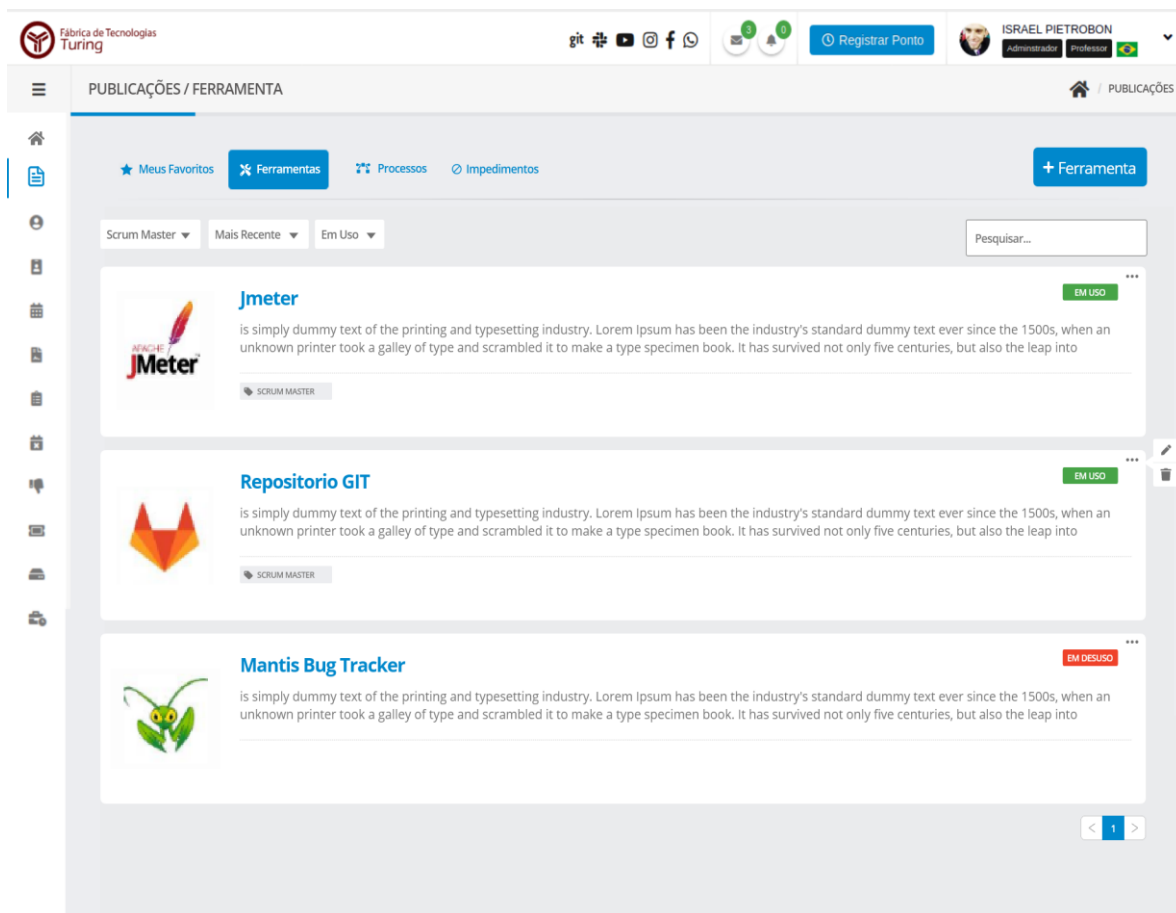 Fábrica de Tecnologias
Turing
git
3
0
Registrar Ponto
ISRAEL PIETROBON
Adminstrador
Professor
PUBLICAÇÕES / FERRAMENTA
/ PUBLICAÇÕES
Meus Favoritos
Ferramentas
Processos
Impedimentos
+ Ferramenta
Scrum Master
Mais Recente
Em Uso
Pesquisar...
Jmeter
EM USO
is simply dummy text of the printing and typesetting industry. Lorem Ipsum has been the industry's standard dummy text ever since the 1500s, when an
unknown printer took a galley of type and scrambled it to make a type specimen book. It has survived not only five centuries, but also the leap into
APACHE
JMeter™
SCRUM MASTER
Repositorio GIT
EM USO
is simply dummy text of the printing and typesetting industry. Lorem Ipsum has been the industry's standard dummy text ever since the 1500s, when an
unknown printer took a galley of type and scrambled it to make a type specimen book. It has survived not only five centuries, but also the leap into
SCRUM MASTER
Mantis Bug Tracker
EM DESUSO
is simply dummy text of the printing and typesetting industry. Lorem Ipsum has been the industry's standard dummy text ever since the 1500s, when an
unknown printer took a galley of type and scrambled it to make a type specimen book. It has survived not only five centuries, but also the leap into
< 1 >